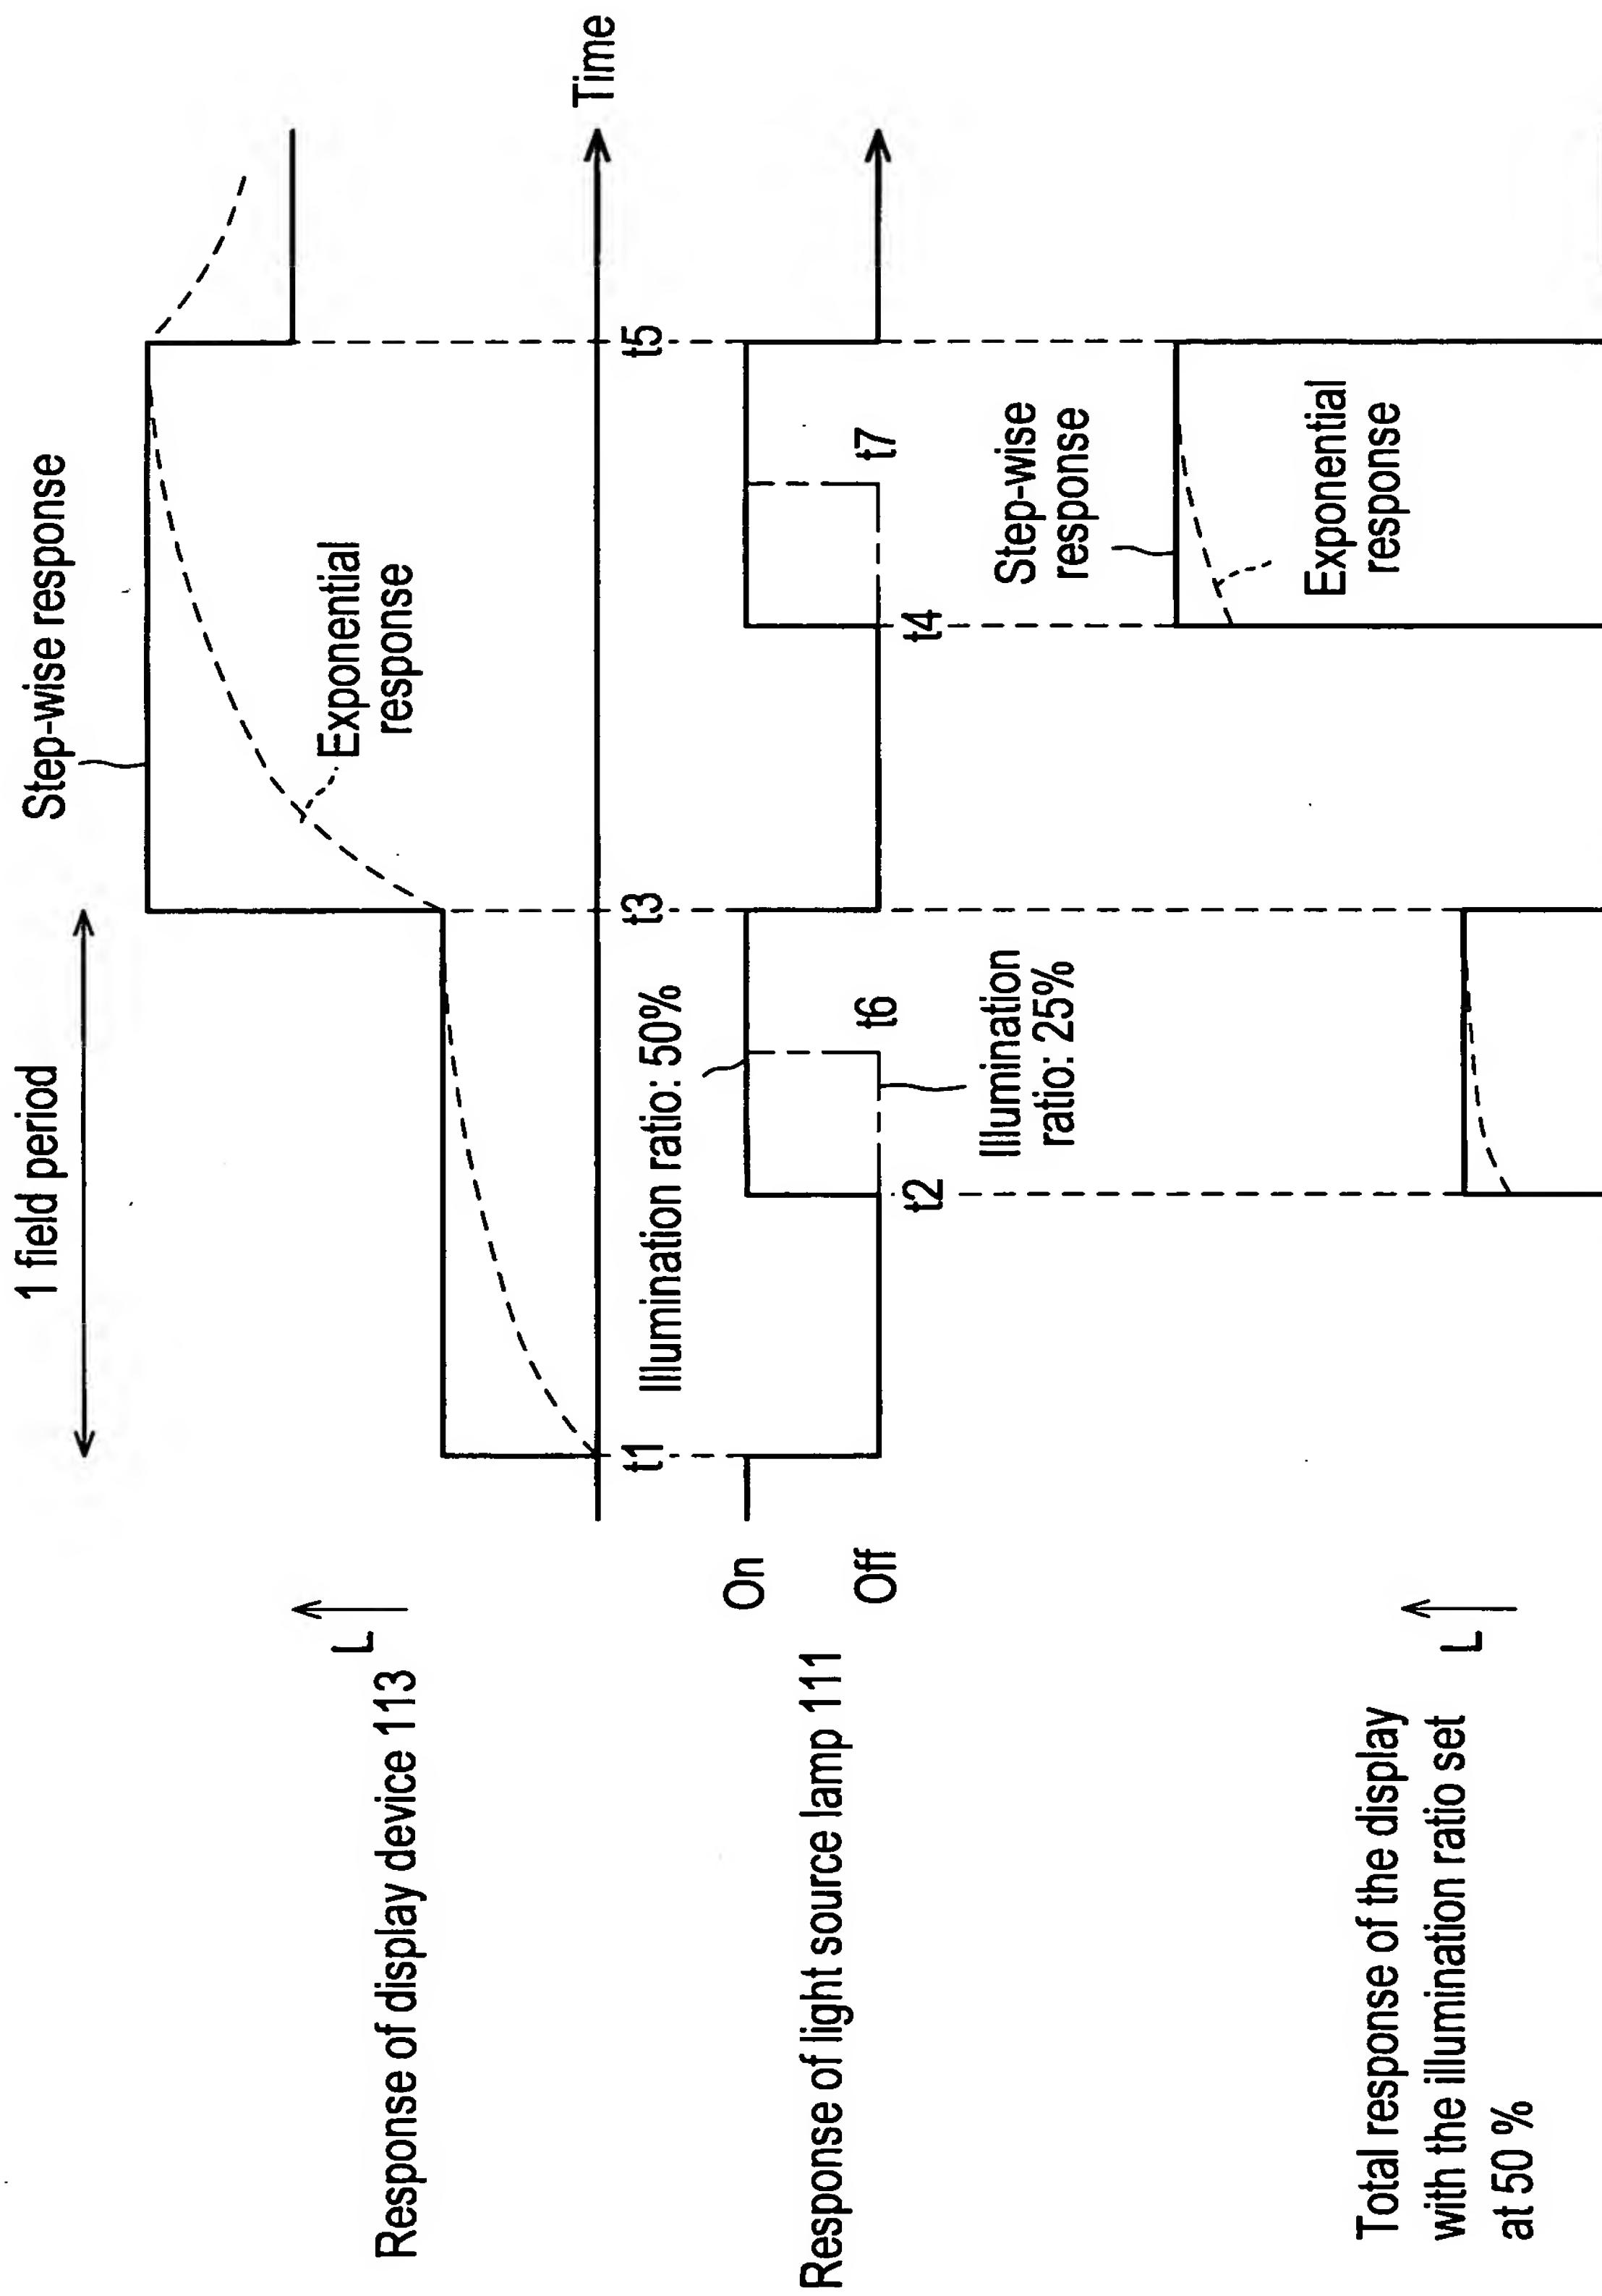 1 field period
Step-wise response
Exponential
response
L
Response of display device 113
Time
t1
t3
t5
Illumination ratio: 50%
On
Off
Response of light source lamp 111
t6
t7
t2
t4
Illumination
ratio: 25%
Step-wise
response
Exponential
response
L
Total response of the display
with the illumination ratio set
at 50 %